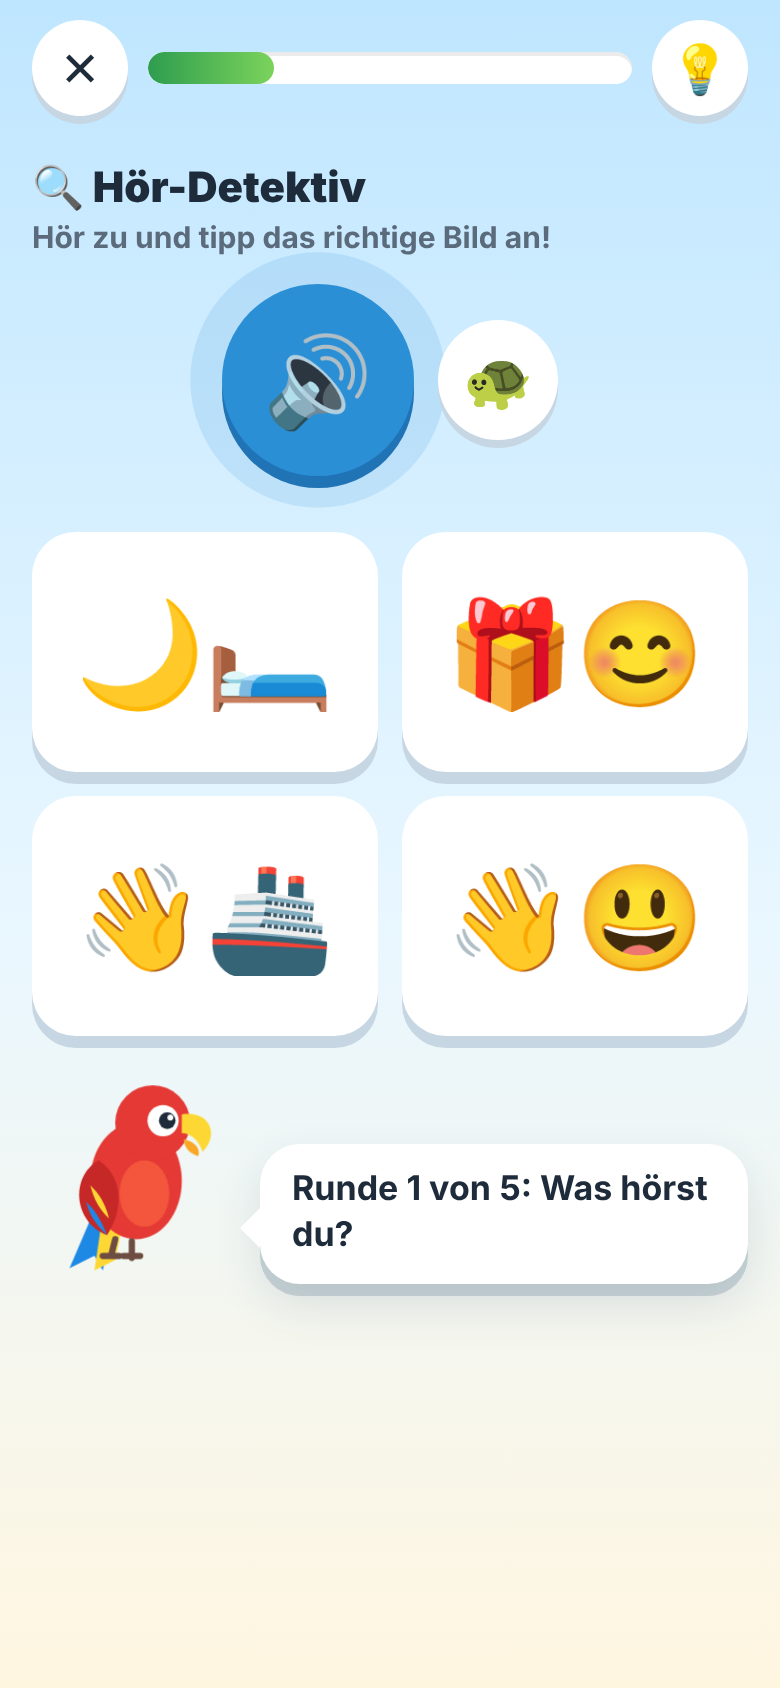 Hör-Detektiv
Hör zu und tipp das richtige Bild an!
Runde 1 von 5: Was hörst
du?